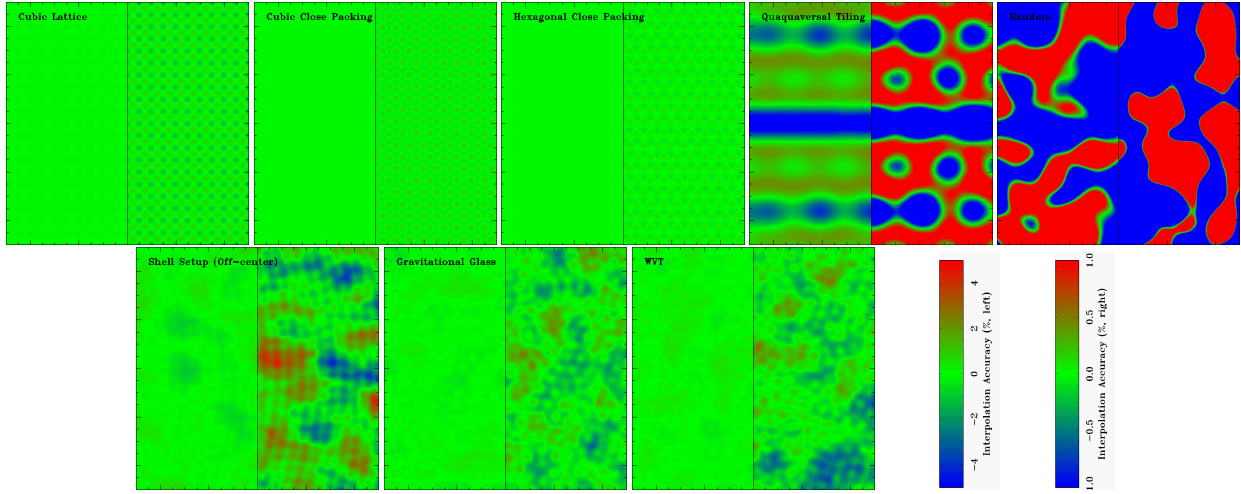 Cubic Lattice
Cubic Close Packing
Hexagonal Close Packing
Quaquaversal Tiling
Random
Shell Setup (Off-center)
Gravitational Glass
WVT
4
2
0
−2
−4
Interpolation Accuracy (%, left)
1.0
0.5
0.0
−0.5
1.0
Interpolation Accuracy (%, right)